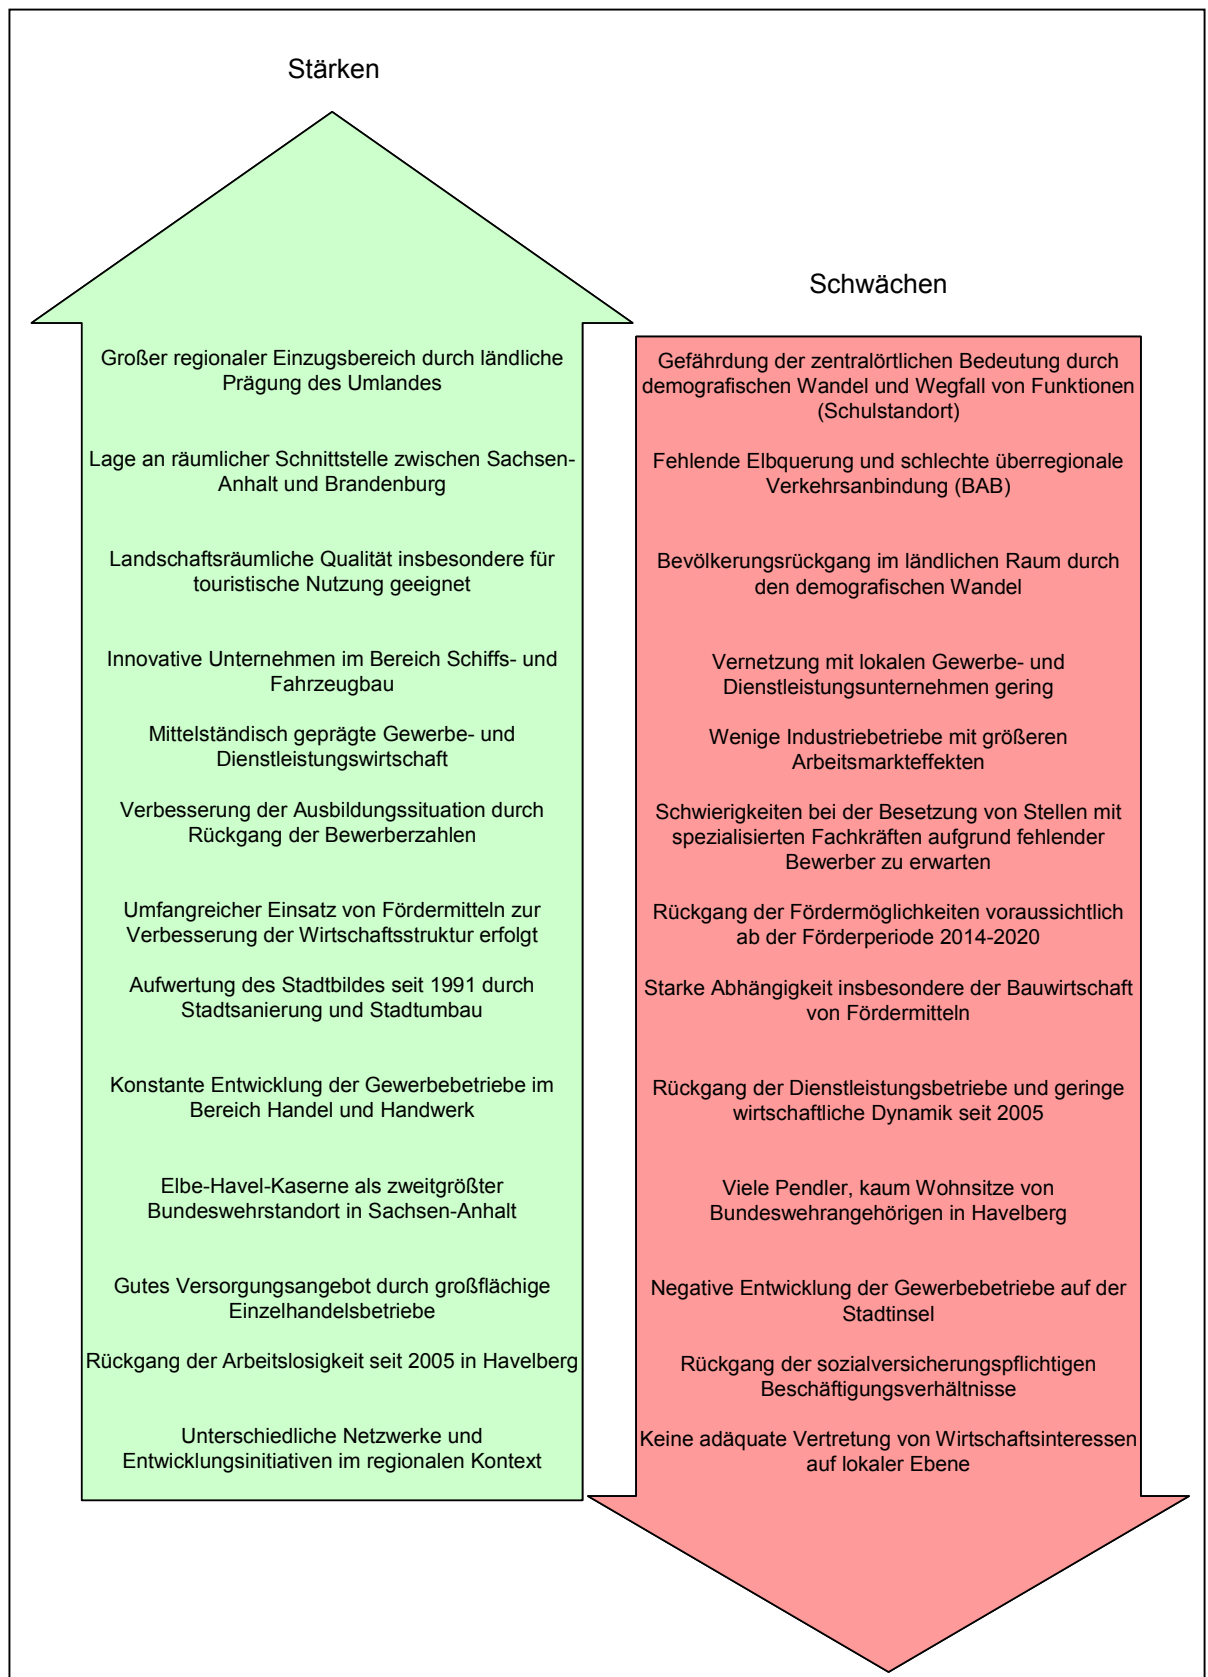 Stärken
Großer regionaler Einzugsbereich durch ländliche
Prägung des Umlandes
Lage an räumlicher Schnittstelle zwischen Sachsen-
Anhalt und Brandenburg
Landschaftsräumliche Qualität insbesondere für
touristische Nutzung geeignet
Innovative Unternehmen im Bereich Schiffs- und
Fahrzeugbau
Mittelständisch geprägte Gewerbe- und
Dienstleistungswirtschaft
Verbesserung der Ausbildungssituation durch
Rückgang der Bewerberzahlen
Umfangreicher Einsatz von Fördermitteln zur
Verbesserung der Wirtschaftsstruktur erfolgt
Aufwertung des Stadtbildes seit 1991 durch
Stadtsanierung und Stadtumbau
Konstante Entwicklung der Gewerbebetriebe im
Bereich Handel und Handwerk
Elbe-Havel-Kaserne als zweitgrößter
Bundeswehrstandort in Sachsen-Anhalt
Gutes Versorgungsangebot durch großflächige
Einzelhandelsbetriebe
Rückgang der Arbeitslosigkeit seit 2005 in Havelberg
Unterschiedliche Netzwerke und
Entwicklungsinitiativen im regionalen Kontext
Schwächen
Gefährdung der zentralörtlichen Bedeutung durch
demografischen Wandel und Wegfall von Funktionen
(Schulstandort)
Fehlende Elbquerung und schlechte überregionale
Verkehrsanbindung (BAB)
Bevölkerungsrückgang im ländlichen Raum durch
den demografischen Wandel
Vernetzung mit lokalen Gewerbe- und
Dienstleistungsunternehmen gering
Wenige Industriebetriebe mit größeren
Arbeitsmarkteffekten
Schwierigkeiten bei der Besetzung von Stellen mit
spezialisierten Fachkräften aufgrund fehlender
Bewerber zu erwarten
Rückgang der Fördermöglichkeiten voraussichtlich
ab der Förderperiode 2014-2020
Starke Abhängigkeit insbesondere der Bauwirtschaft
von Fördermitteln
Rückgang der Dienstleistungsbetriebe und geringe
wirtschaftliche Dynamik seit 2005
Viele Pendler, kaum Wohnsitze von
Bundeswehrangehörigen in Havelberg
Negative Entwicklung der Gewerbebetriebe auf der
Stadtinsel
Rückgang der sozialversicherungspflichtigen
Beschäftigungsverhältnisse
Keine adäquate Vertretung von Wirtschaftsinteressen
auf lokaler Ebene